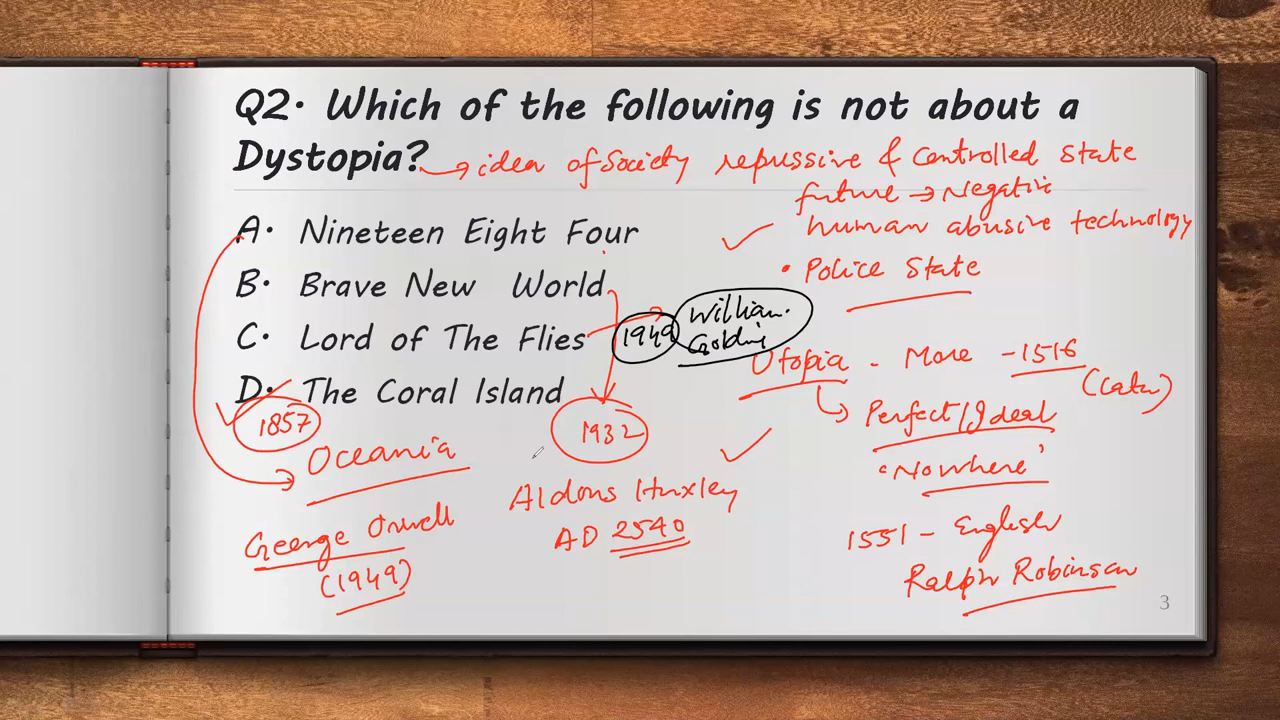 Q2. Which of the following is not about a
Dystopia? → idea of Society repussive & Controlled State
future → Negative
human abusive technology
A. Nineteen Eight Four
• Police State
B. Brave New World
C. Lord of The Flies
1949 William. Golding
Utopia - More - 1516
(Latin)
D. The Coral Island
1857
1932
Perfect/Ideal
'Nowhere'
Oceania
Aldous Huxley
AD 2540
George Orwell
(1949)
1551 - English
Ralph Robinson
3